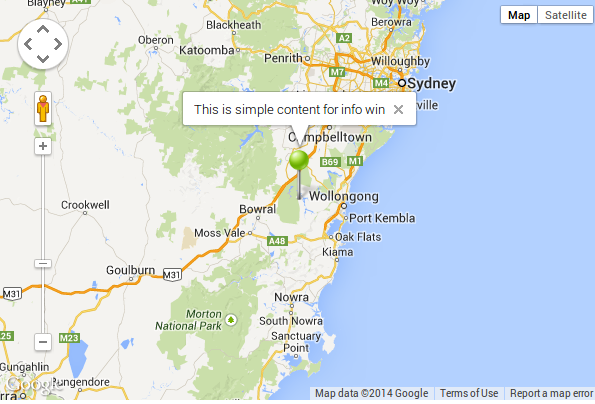 Blayney
Woy Woy
Blackheath
Berowra
Map
Satellite
Oberon
A2
Katoomba
Penrith
Willoughby
M7
M4
Sydney
This is simple content for info win
Campbelltown
B69
M1
Wollongong
Crookwell
Bowral
Port Kembla
Moss Vale
A48
Oak Flats
Kiama
Goulburn
M31
M31
Nowra
Morton
National Park
South Nowra
M23
Sanctuary
Point
Gungahlin
Google
Bungendore
Map data ©2014 Google
Terms of Use
Report a map error